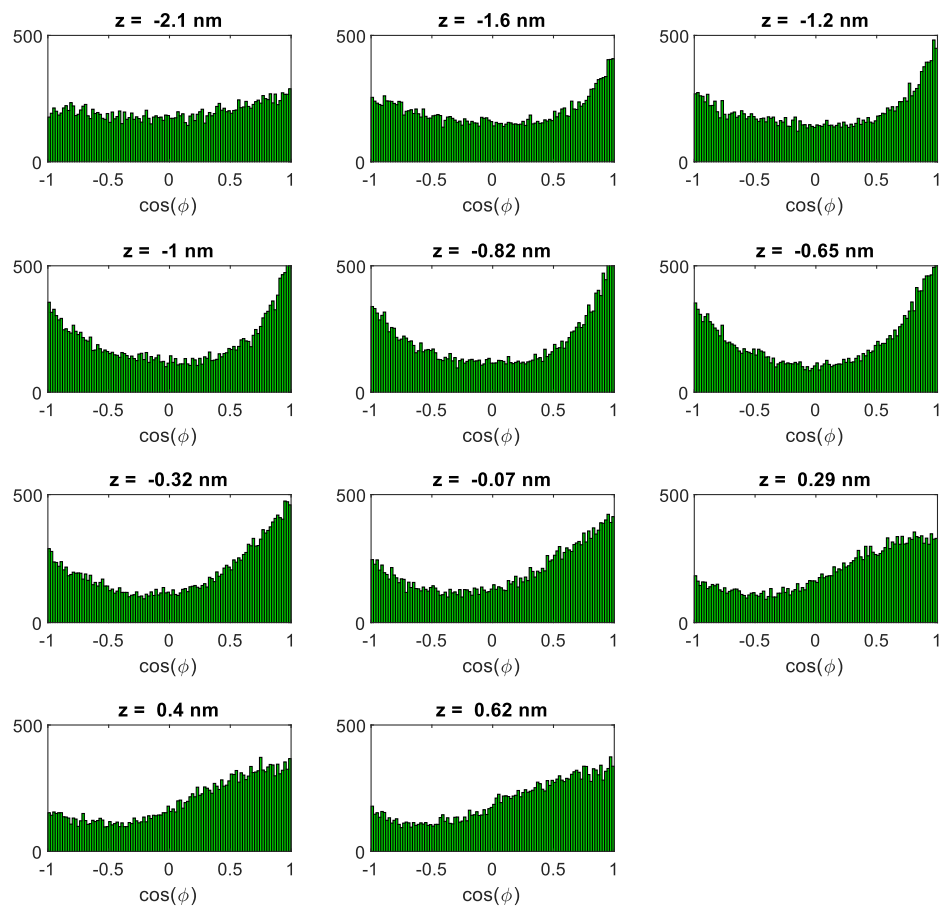 z = -2.1 nm
500
0
-1 -0.5 0 0.5 1
cos(ϕ)
z = -1.6 nm
500
0
-1 -0.5 0 0.5 1
cos(ϕ)
z = -1.2 nm
500
0
-1 -0.5 0 0.5 1
cos(ϕ)
z = -1 nm
500
0
-1 -0.5 0 0.5 1
cos(ϕ)
z = -0.82 nm
500
0
-1 -0.5 0 0.5 1
cos(ϕ)
z = -0.65 nm
500
0
-1 -0.5 0 0.5 1
cos(ϕ)
z = -0.32 nm
500
0
-1 -0.5 0 0.5 1
cos(ϕ)
z = -0.07 nm
500
0
-1 -0.5 0 0.5 1
cos(ϕ)
z = 0.29 nm
500
0
-1 -0.5 0 0.5 1
cos(ϕ)
z = 0.4 nm
500
0
-1 -0.5 0 0.5 1
cos(ϕ)
z = 0.62 nm
500
0
-1 -0.5 0 0.5 1
cos(ϕ)